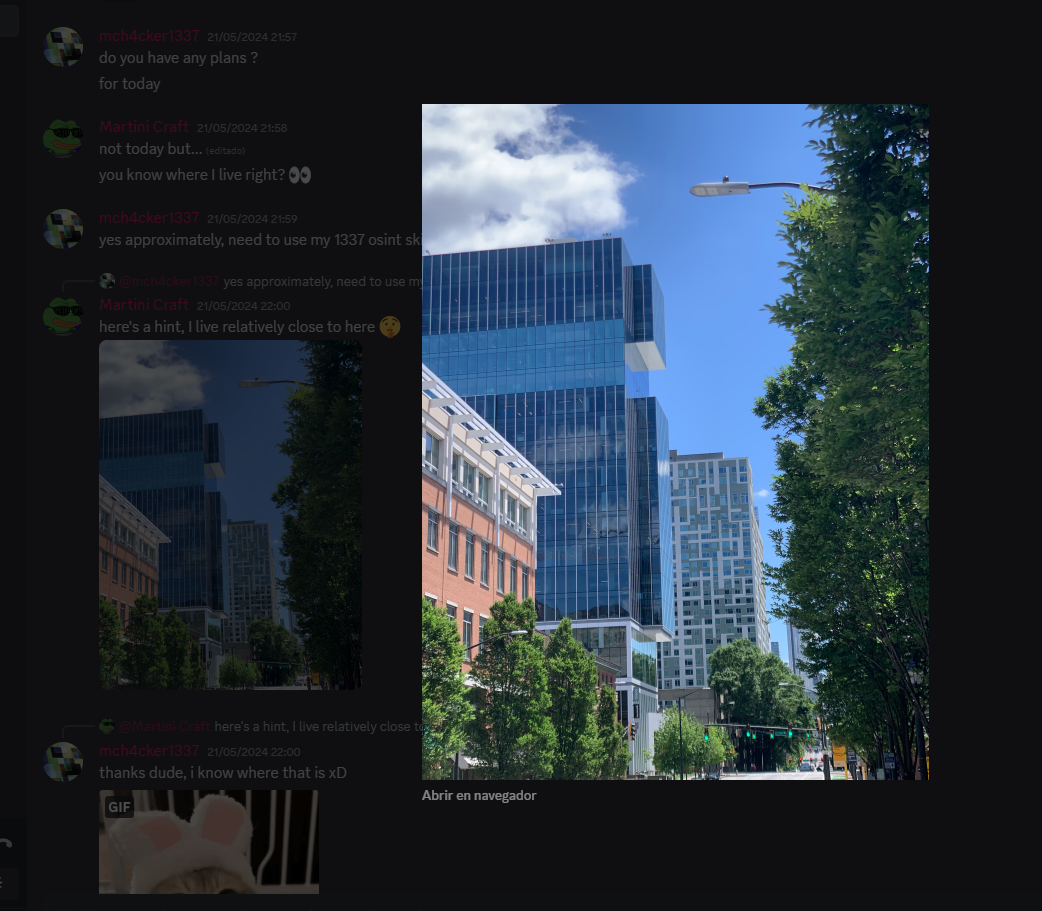 mch4cker1337 21/05/2024 21:57
do you have any plans ?
for today
Martini Craft 21/05/2024 21:58
not today but... (editado)
you know where I live right? 👀
mch4cker1337 21/05/2024 21:59
yes approximately, need to use my 1337 osint sk
@mch4cker1337 yes approximately, need to use my
Martini Craft 21/05/2024 22:00
here's a hint, I live relatively close to here 🤫
@Martini Craft here's a hint, I live relatively close to
mch4cker1337 21/05/2024 22:00
thanks dude, i know where that is xD
GIF
Abrir en navegador